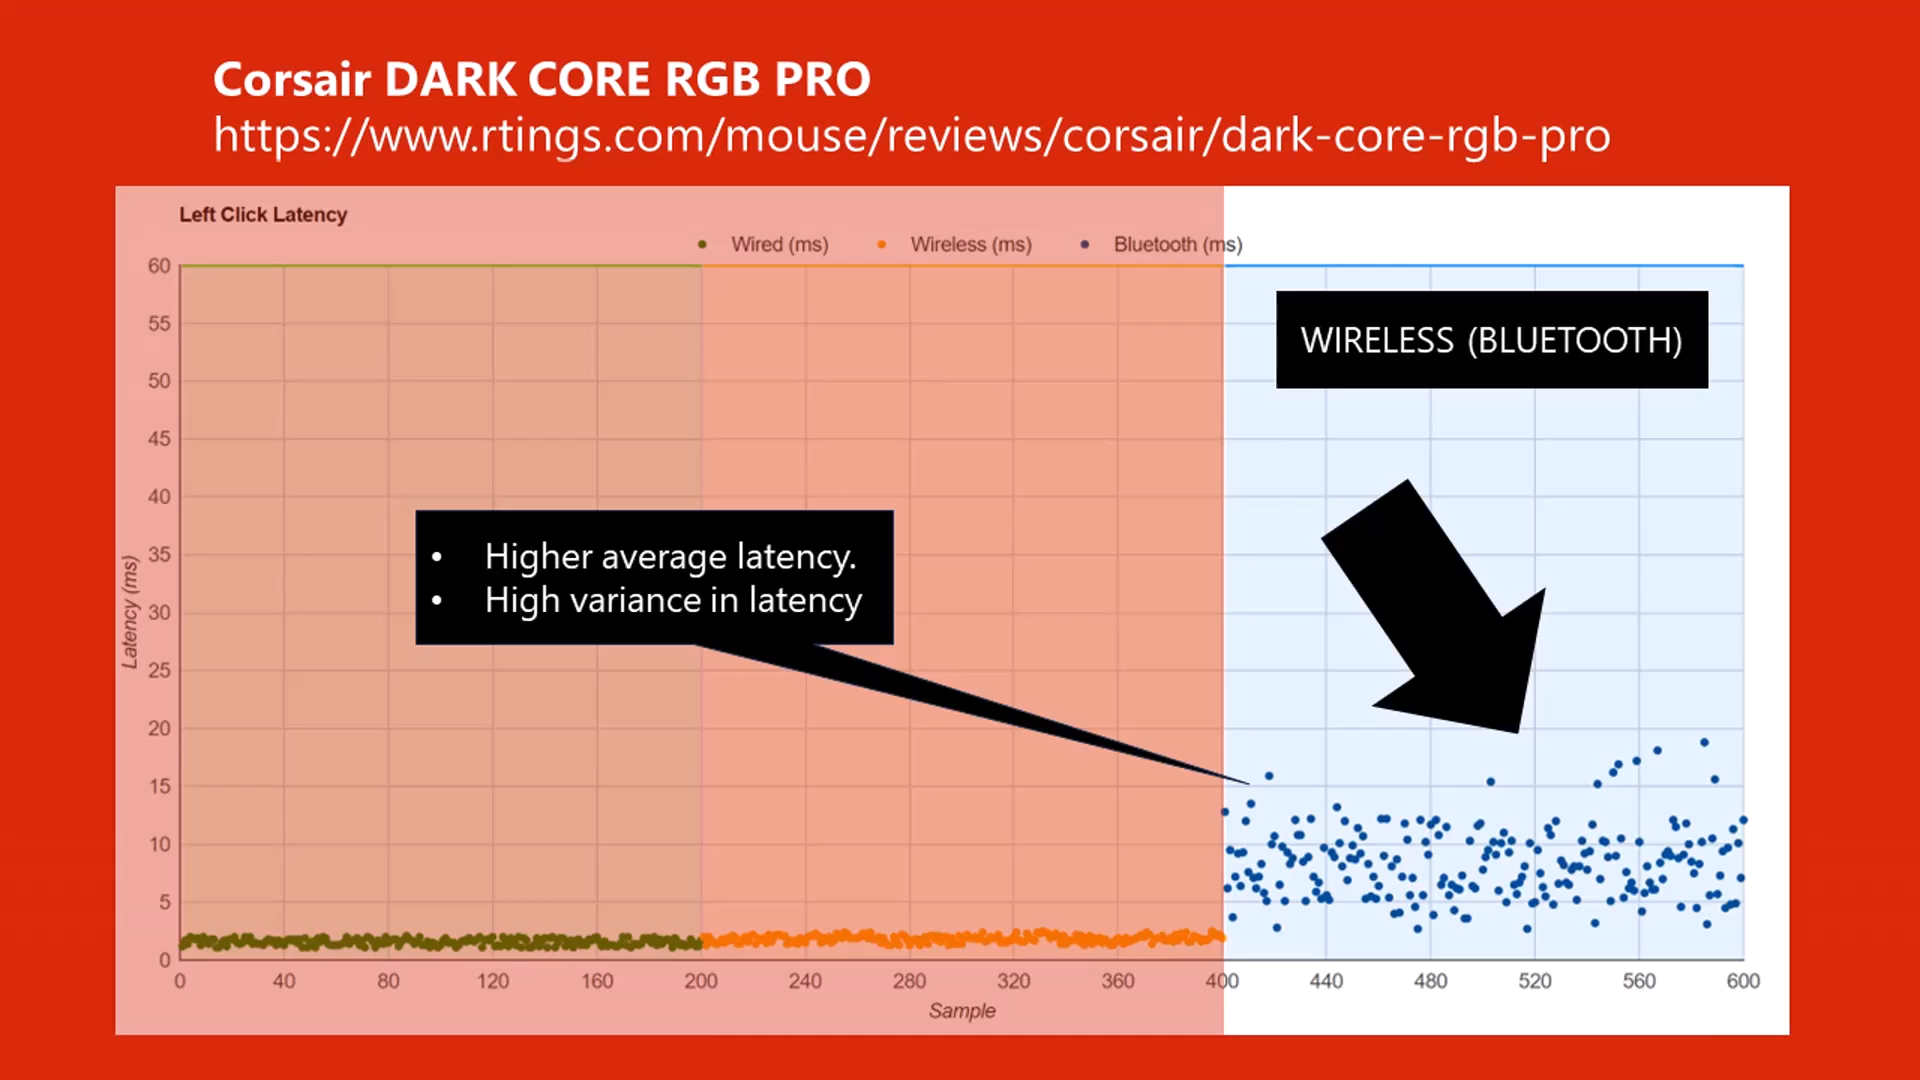 Corsair DARK CORE RGB PRO
https://www.rtings.com/mouse/reviews/corsair/dark-core-rgb-pro
Left Click Latency
Wired (ms) Wireless (ms) Bluetooth (ms)
60
55
50
45
40
35
30
25
20
15
10
5
0
Latency (ms)
WIRELESS (BLUETOOTH)
• Higher average latency.
• High variance in latency
0 40 80 120 160 200 240 280 320 360 400 440 480 520 560 600
Sample